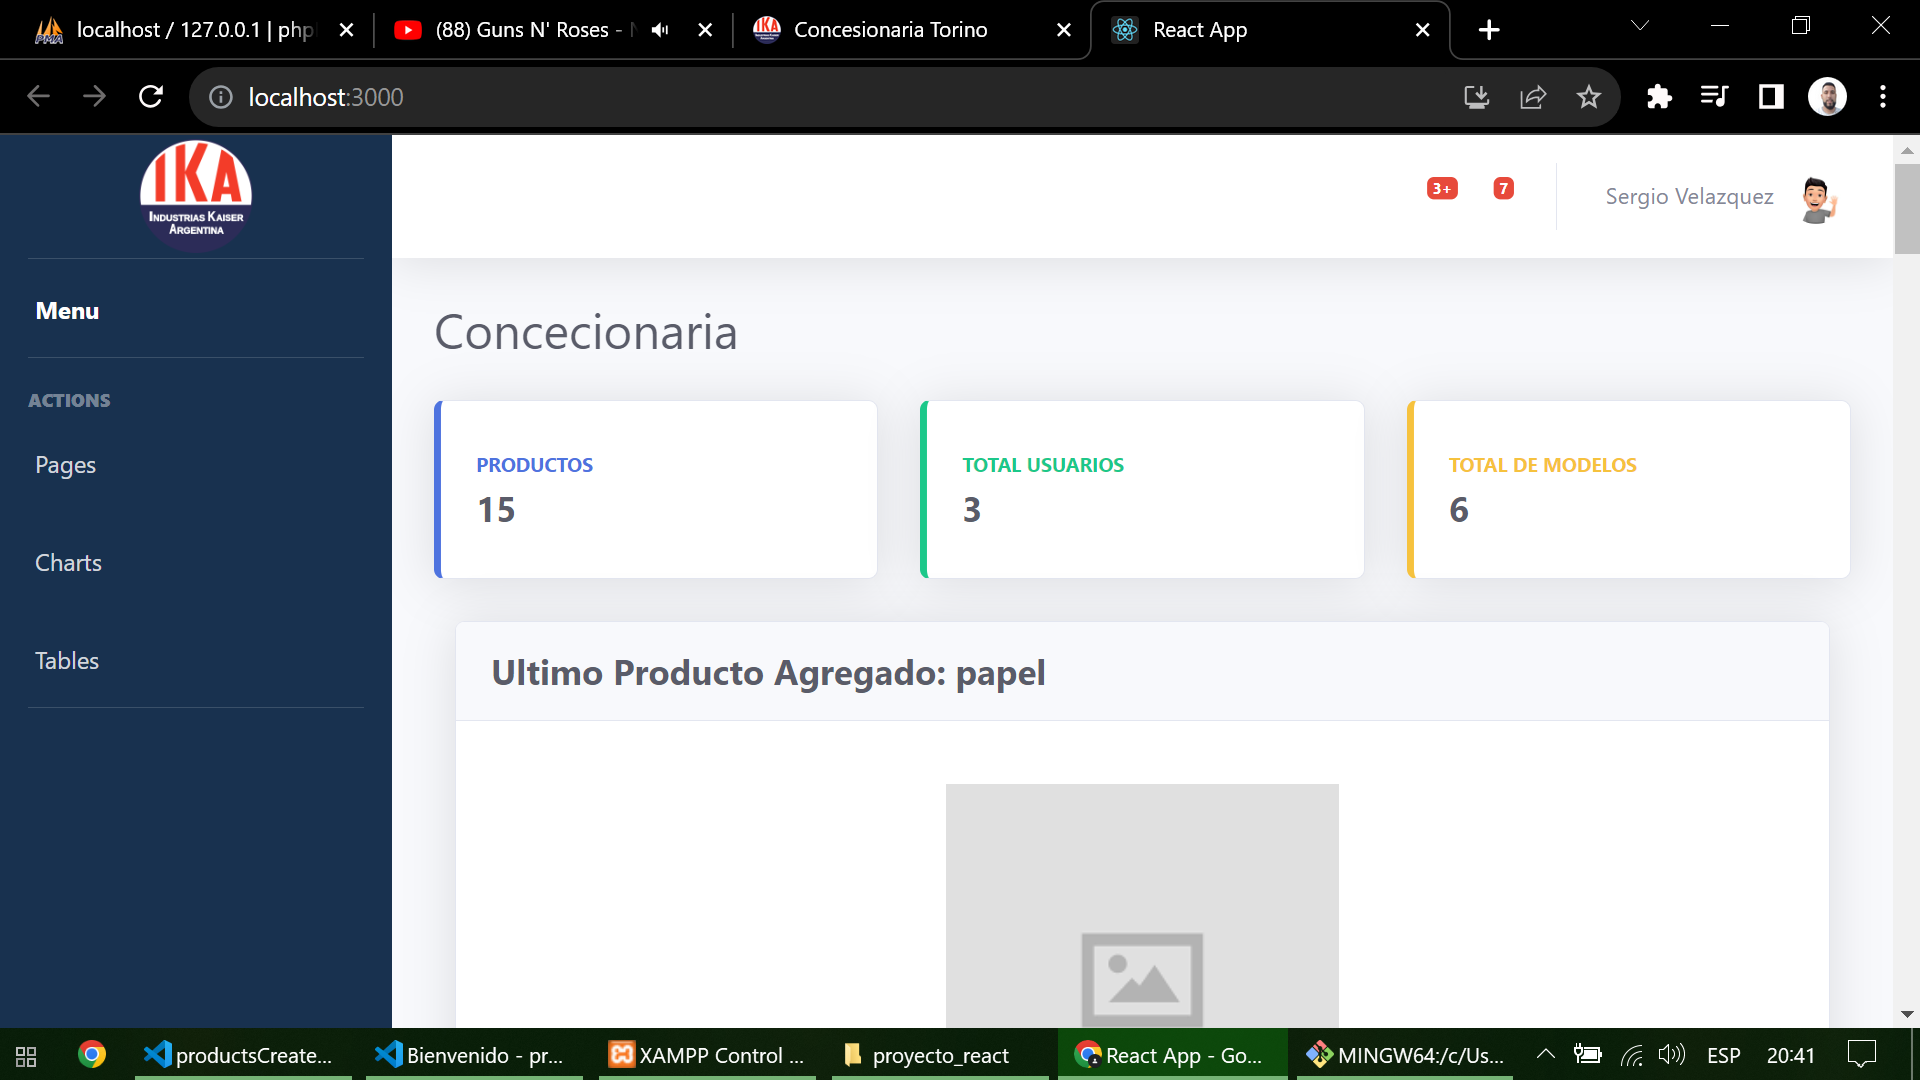 localhost / 127.0.0.1 | php
(88) Guns N' Roses -
Concesionaria Torino
React App
localhost:3000
IKA
INDUSTRIAS KAISER
ARGENTINA
3+
7
Sergio Velazquez
Menu
ACTIONS
Pages
Charts
Tables
Concecionaria
PRODUCTOS
15
TOTAL USUARIOS
3
TOTAL DE MODELOS
6
Ultimo Producto Agregado: papel
productsCreate...
Bienvenido - pr...
XAMPP Control ...
proyecto_react
React App - Go...
MINGW64:/c/Us...
ESP
20:41